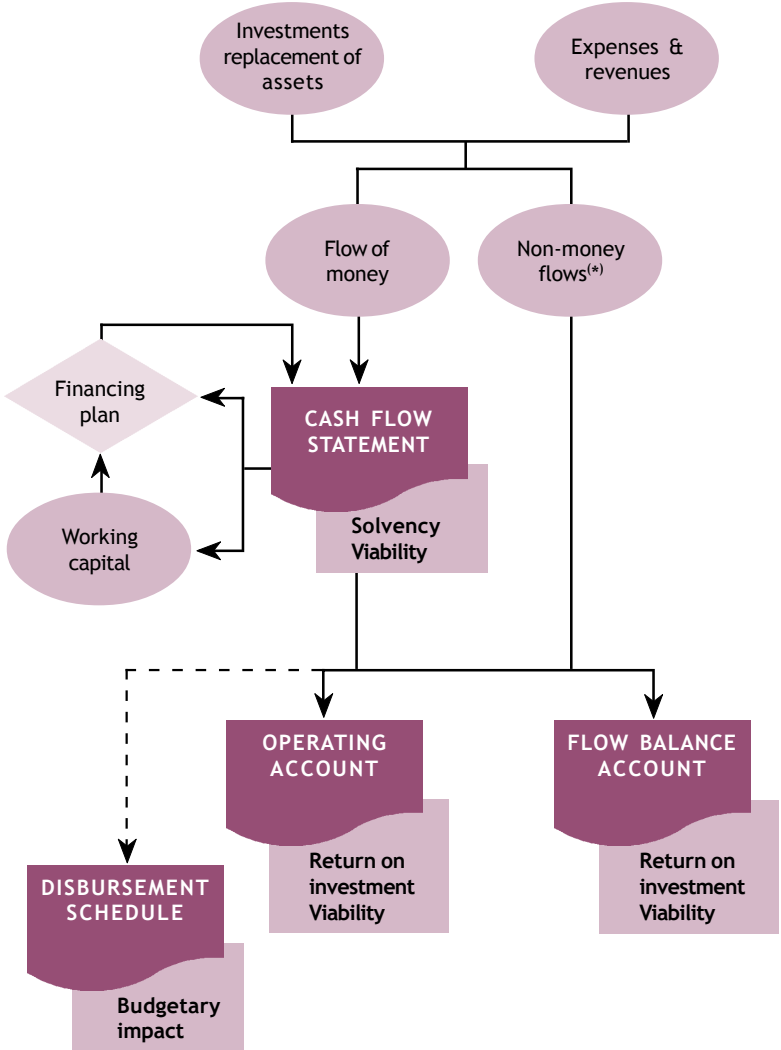 Investments
replacement of
assets
Expenses &
revenues
Flow of
money
Non-money
flows(*)
Financing
plan
CASH FLOW
STATEMENT
Solvency
Viability
Working
capital
OPERATING
ACCOUNT
FLOW BALANCE
ACCOUNT
Return on
investment
Viability
Return on
investment
Viability
DISBURSEMENT
SCHEDULE
Budgetary
impact